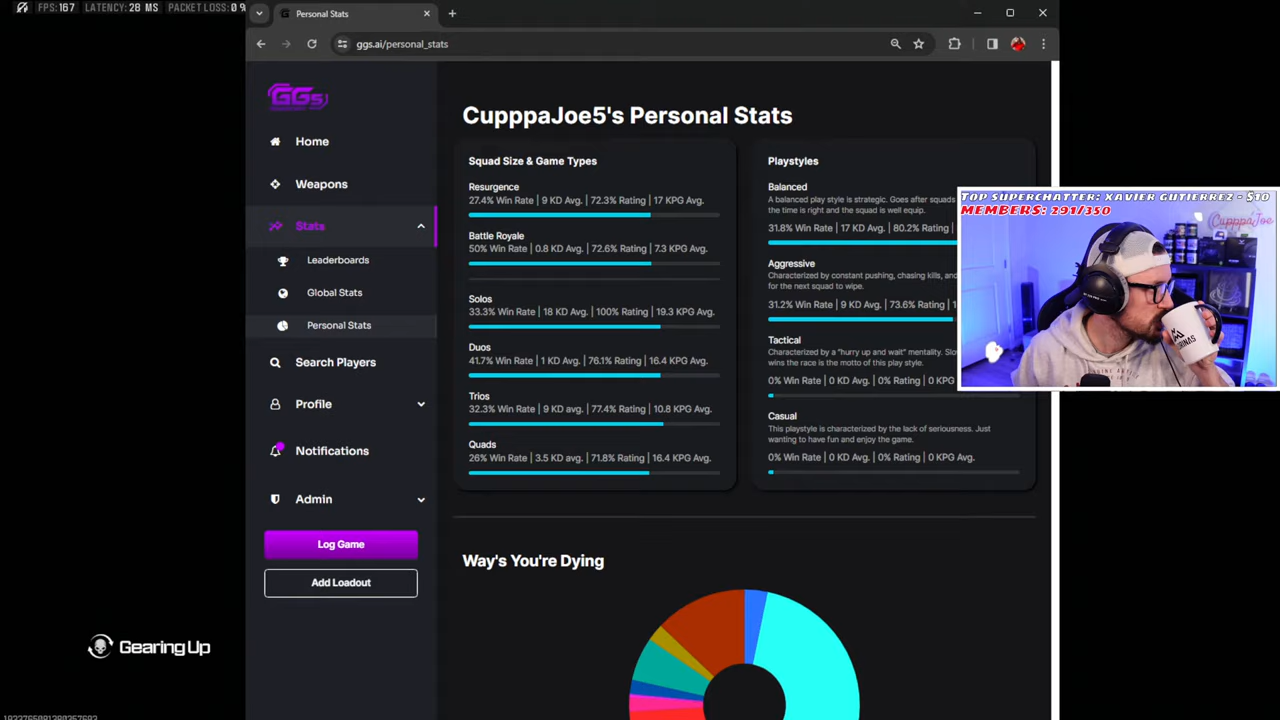 FPS: 167 LATENCY: 28 MS PACKET LOSS: 0 %
Personal Stats
ggs.ai/personal_stats
GGs
Home
Weapons
Stats
Leaderboards
Global Stats
Personal Stats
Search Players
Profile
Notifications
Admin
Log Game
Add Loadout
Gearing Up
CupppaJoe5's Personal Stats
Squad Size & Game Types
Resurgence
27.4% Win Rate | 9 KD Avg. | 72.3% Rating | 17 KPG Avg.
Battle Royale
50% Win Rate | 0.8 KD Avg. | 72.6% Rating | 7.3 KPG Avg.
Solos
33.3% Win Rate | 18 KD Avg. | 100% Rating | 19.3 KPG Avg.
Duos
41.7% Win Rate | 1 KD Avg. | 76.1% Rating | 16.4 KPG Avg.
Trios
32.3% Win Rate | 9 KD avg. | 77.4% Rating | 10.8 KPG Avg.
Quads
26% Win Rate | 3.5 KD avg. | 71.8% Rating | 16.4 KPG Avg.
Playstyles
Balanced
A balanced play style is strategic. Goes after squads
the time is right and the squad is well equip.
31.8% Win Rate | 17 KD Avg. | 80.2% Rating |
Aggressive
Characterized by constant pushing, chasing kills, and
for the next squad to wipe.
31.2% Win Rate | 9 KD Avg. | 73.6% Rating | 1
Tactical
Characterized by a "hurry up and wait" mentality. Slo
wins the race is the motto of this play style.
0% Win Rate | 0 KD Avg. | 0% Rating | 0 KPG
Casual
This playstyle is characterized by the lack of seriousness. Just
wanting to have fun and enjoy the game.
0% Win Rate | 0 KD Avg. | 0% Rating | 0 KPG Avg.
Way's You're Dying
TOP SUPERCHATTER: XAVIER GUTIERREZ - $10
MEMBERS: 291/350
CupppaJoe